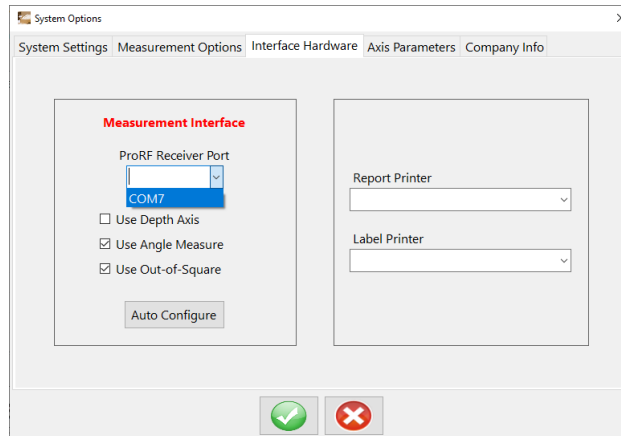 System Options
System Settings Measurement Options Interface Hardware Axis Parameters Company Info
Measurement Interface
ProRF Receiver Port
COM7
Use Depth Axis
Use Angle Measure
Use Out-of-Square
Auto Configure
Report Printer
Label Printer